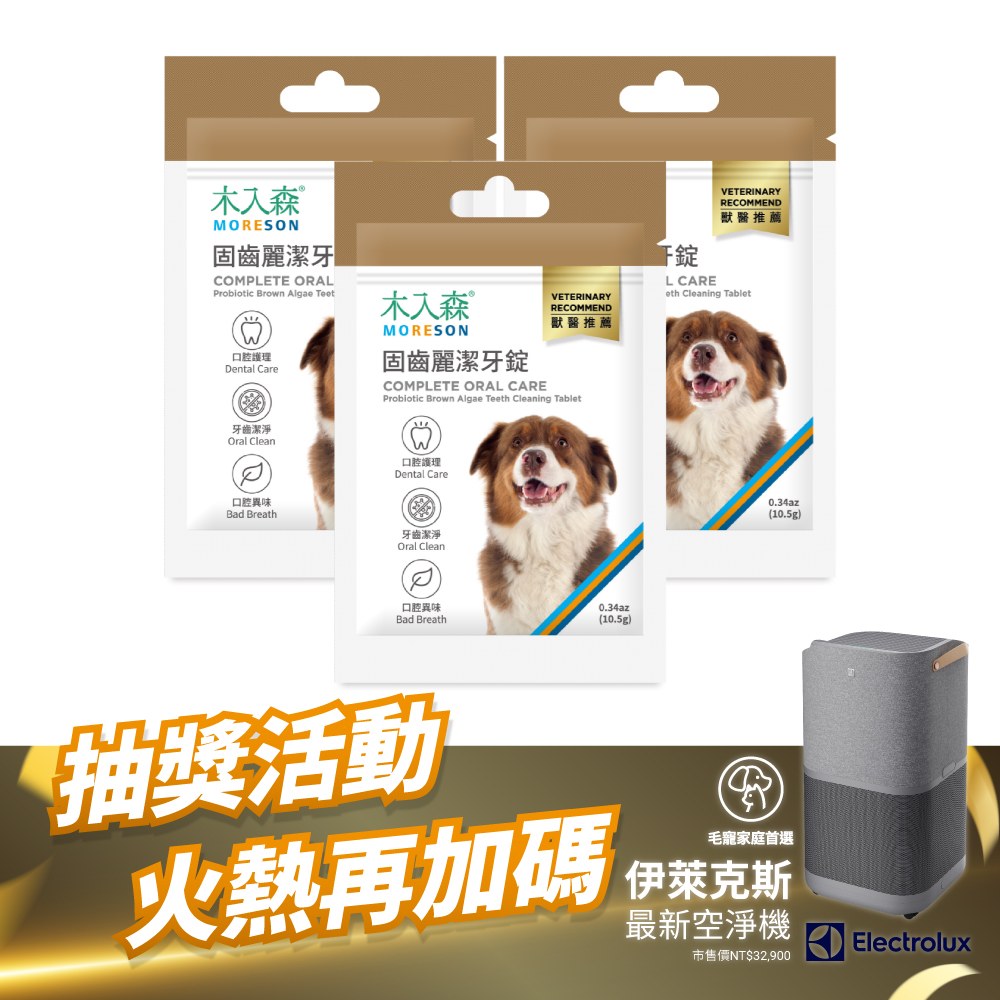 木入森®
MORESON
固齒麗潔牙
COMPLETE ORAL
Probiotic Brown Algae Teet
口腔護理
Dental Care
牙齒潔淨
Oral Clean
口腔異味
Bad Breath
VETERINARY
RECOMMEND
獸醫推薦
牙錠
L CARE
eth Cleaning Tablet
0.34az
(10.5g)
木入森®
MORESON
VETERINARY
RECOMMEND
獸醫推薦
固齒麗潔牙錠
COMPLETE ORAL CARE
Probiotic Brown Algae Teeth Cleaning Tablet
口腔護理
Dental Care
牙齒潔淨
Oral Clean
口腔異味
Bad Breath
0.34az
(10.5g)
抽獎活動
火熱再加碼
毛寵家庭首選
伊萊克斯
最新空淨機
市售價NT$32,900
Electrolux